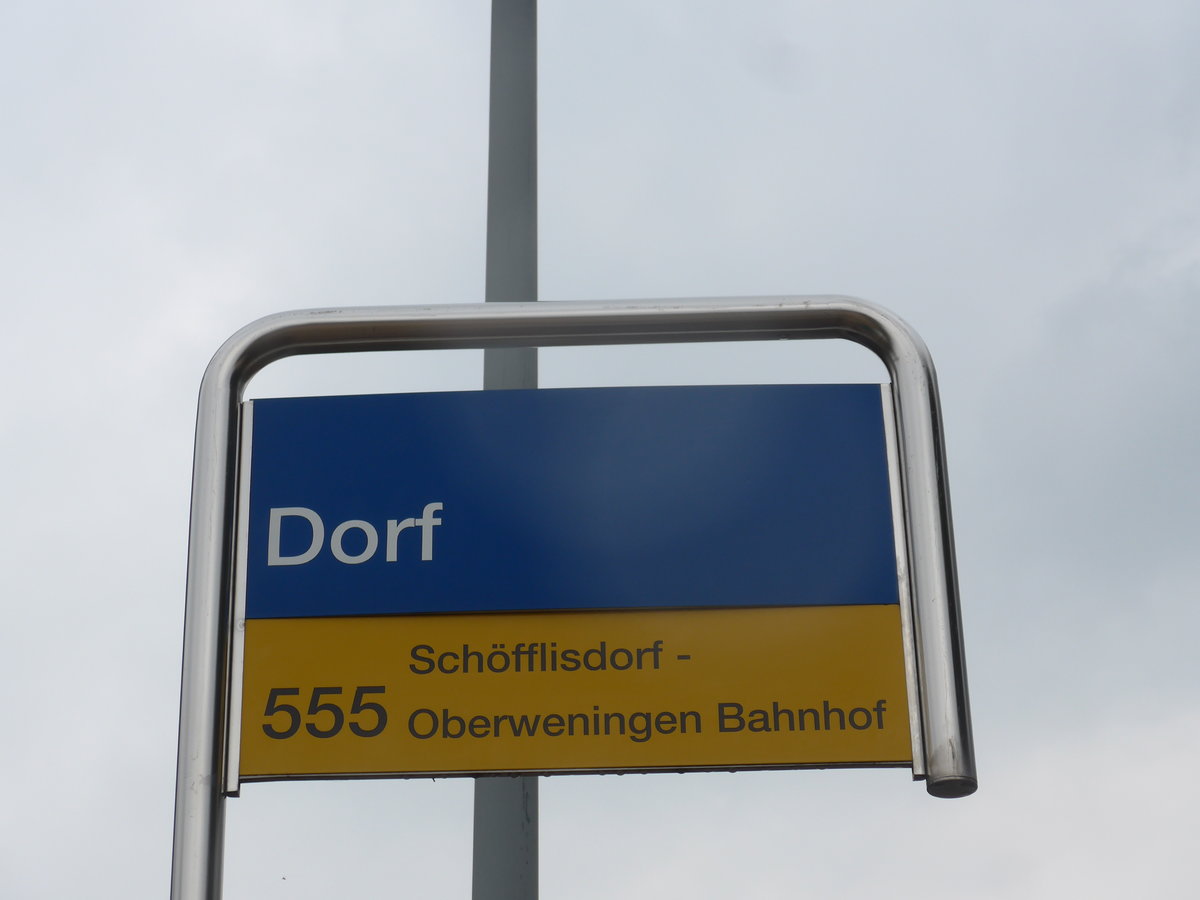 Dorf
Schöfflisdorf -
555 Oberweningen Bahnhof